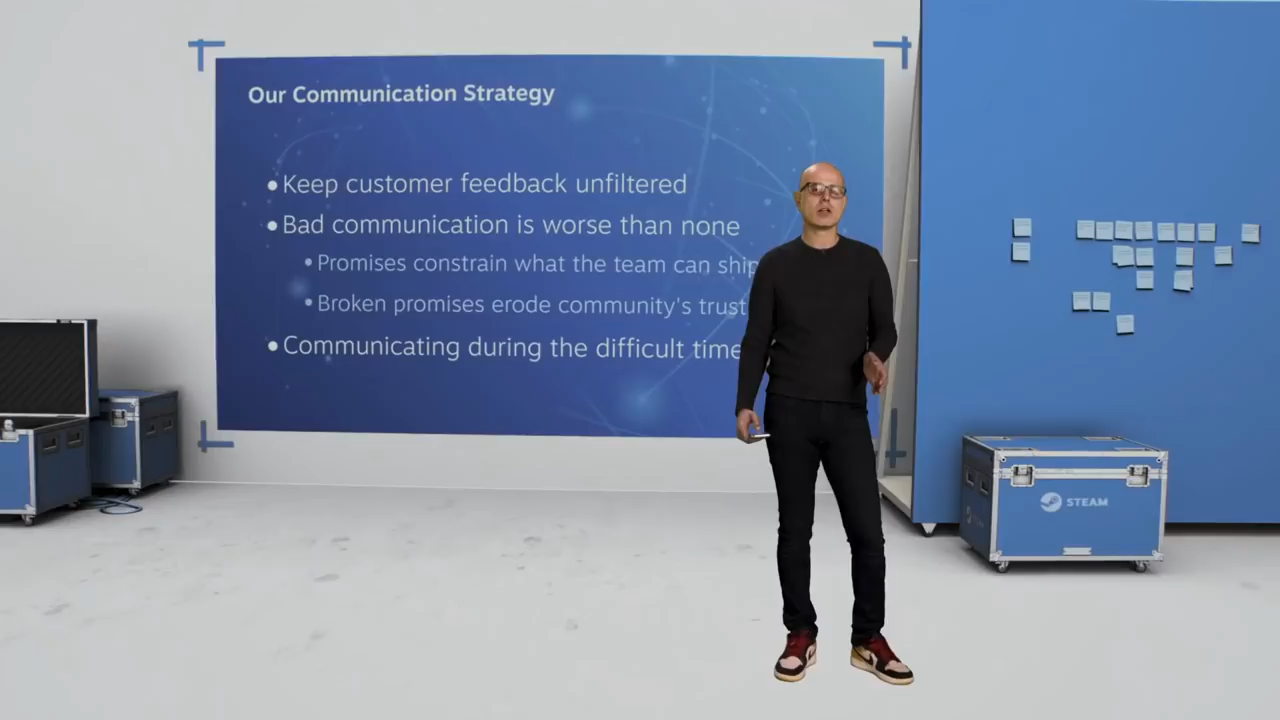 Our Communication Strategy
Keep customer feedback unfiltered
Bad communication is worse than none
Promises constrain what the team can ship
Broken promises erode community's trust
Communicating during the difficult time
STEAM